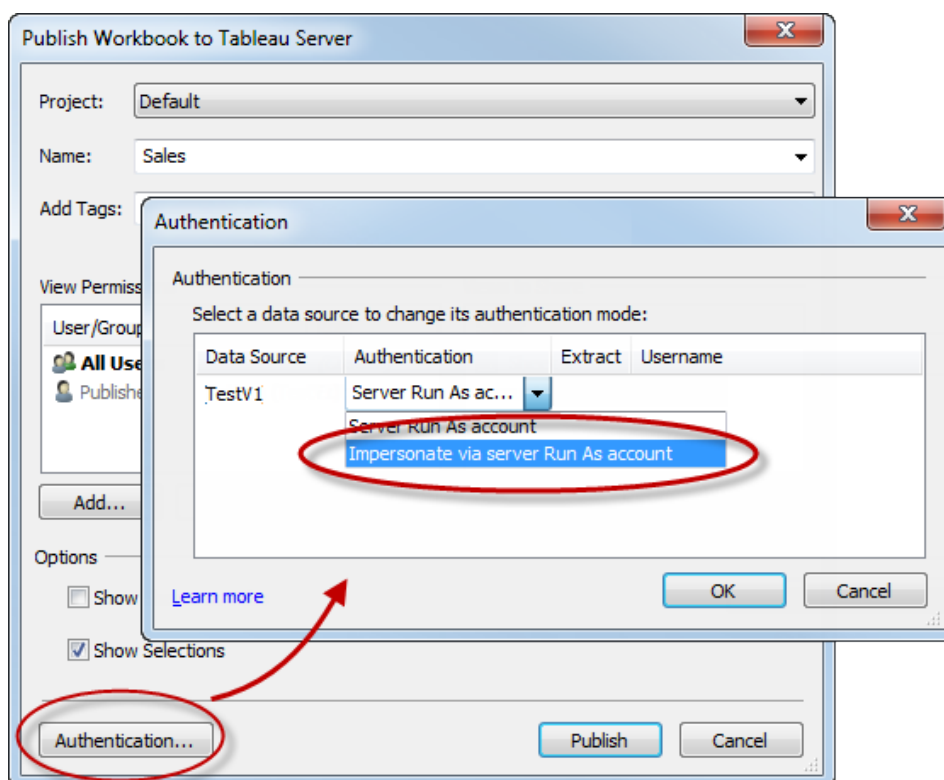 Publish Workbook to Tableau Server
Project: Default
Name: Sales
Add Tags:
Authentication
Authentication
Select a data source to change its authentication mode:
Data Source Authentication Extract Username
TestV1 Server Run As ac...
Server Run As account
Impersonate via server Run As account
Learn more OK Cancel
View Permiss
User/Group
All Use
Publishe
Add...
Options
Show
Show Selections
Authentication... Publish Cancel